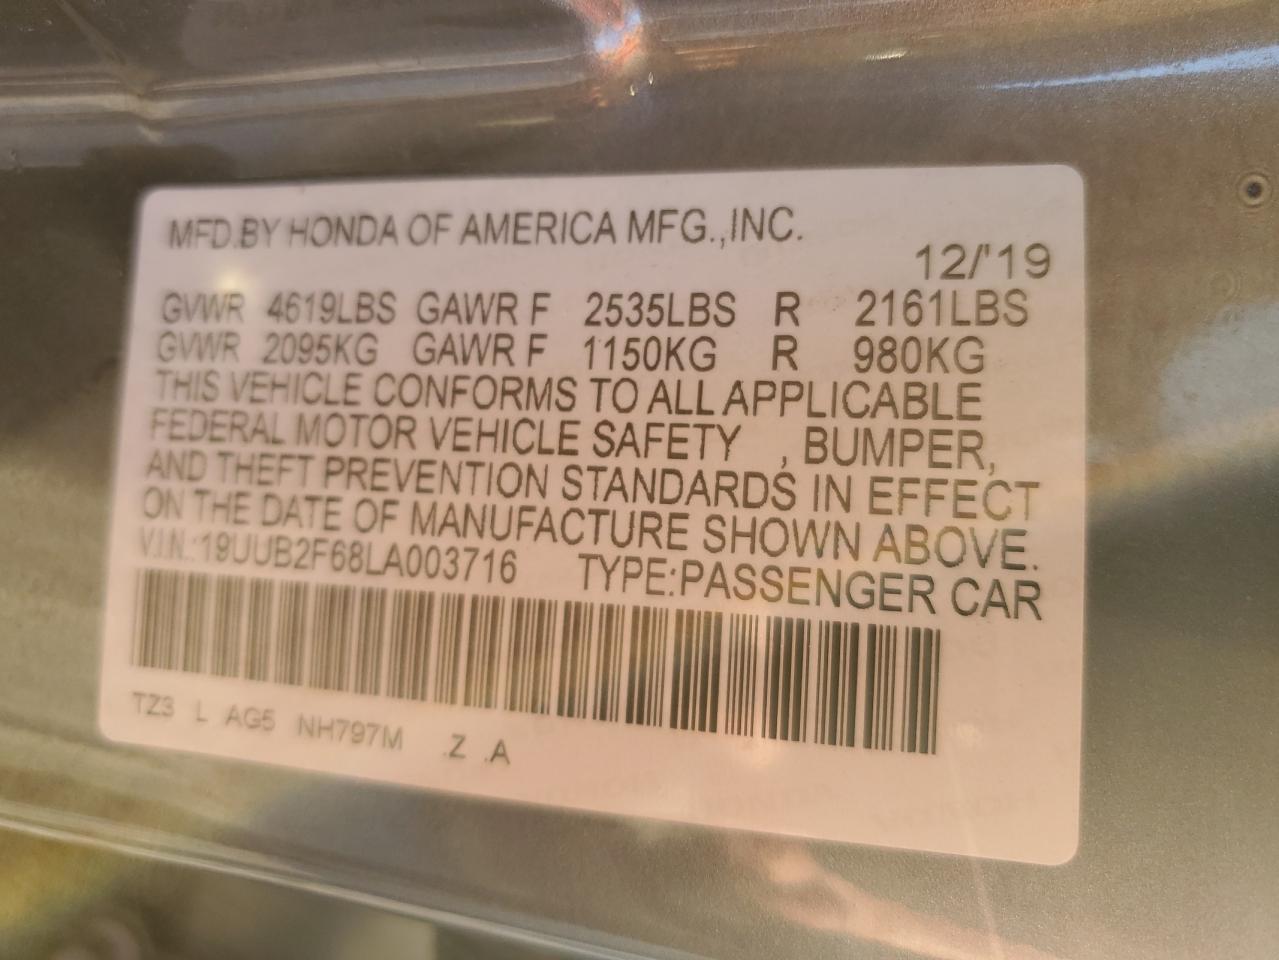 MFD.BY HONDA OF AMERICA MFG.,INC.
12/'19
GVWR 4619LBS GAWR F 2535LBS R 2161LBS
GVWR 2095KG GAWR F 1150KG R 980KG
THIS VEHICLE CONFORMS TO ALL APPLICABLE
FEDERAL MOTOR VEHICLE SAFETY , BUMPER,
AND THEFT PREVENTION STANDARDS IN EFFECT
ON THE DATE OF MANUFACTURE SHOWN ABOVE.
V.I.N.:19UUB2F68LA003716 TYPE:PASSENGER CAR
TZ3 L AG5 NH797M .Z .A